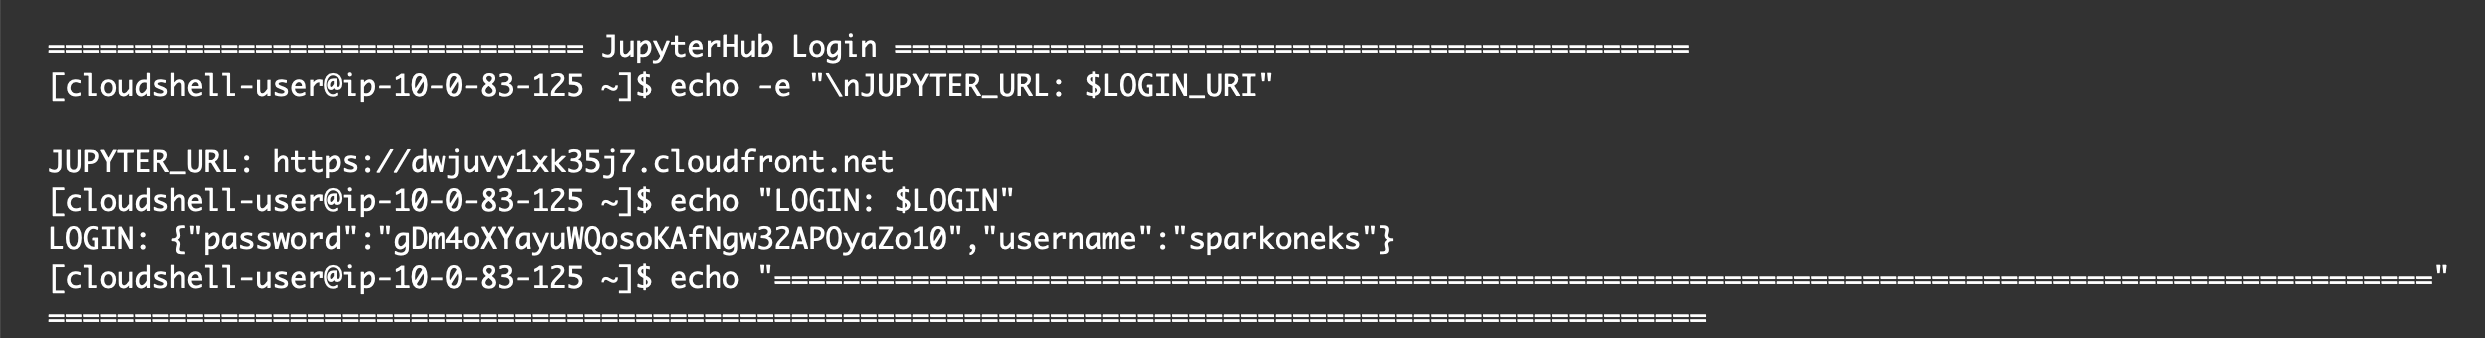 =============================== JupyterHub Login ==============================================
[cloudshell-user@ip-10-0-83-125 ~]$ echo -e "\nJUPYTER_URL: $LOGIN_URI"
JUPYTER_URL: https://dwjuvy1xk35j7.cloudfront.net
[cloudshell-user@ip-10-0-83-125 ~]$ echo "LOGIN: $LOGIN"
LOGIN: {"password":"gDm4oXYayuWQosoKAfNgw32APOyaZo10","username":"sparkoneks"}
[cloudshell-user@ip-10-0-83-125 ~]$ echo "================================================================================================"
================================================================================================